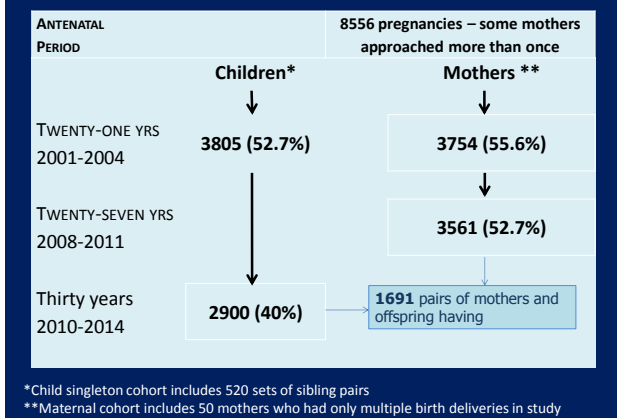 ANTENATAL
PERIOD
8556 pregnancies – some mothers
approached more than once
Children*
Mothers **
TWENTY-ONE YRS
2001-2004
3805 (52.7%)
3754 (55.6%)
TWENTY-SEVEN YRS
2008-2011
3561 (52.7%)
Thirty years
2010-2014
2900 (40%)
1691 pairs of mothers and
offspring having
*Child singleton cohort includes 520 sets of sibling pairs
**Maternal cohort includes 50 mothers who had only multiple birth deliveries in study